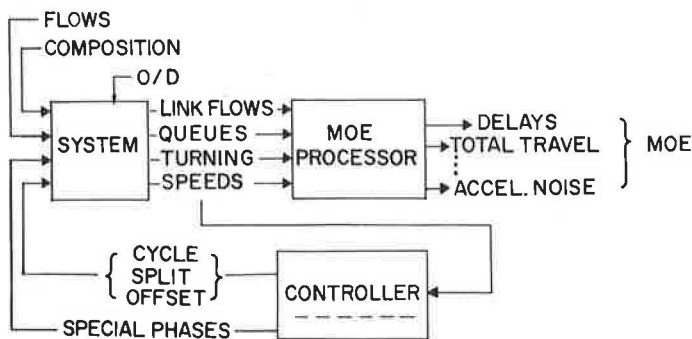 FLOWS
COMPOSITION
O/D
SYSTEM
LINK FLOWS
QUEUES
TURNING
SPEEDS
MOE
PROCESSOR
DELAYS
TOTAL TRAVEL
ACCEL. NOISE
MOE
CYCLE
SPLIT
OFFSET
SPECIAL PHASES
CONTROLLER